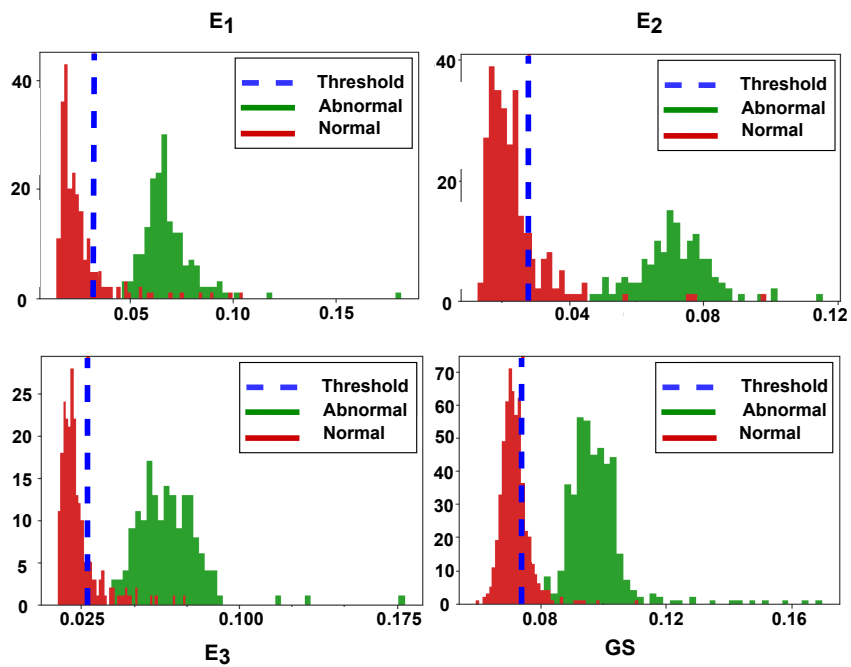 E1
E2
40
20
0
0.05
0.10
0.15
Threshold
Abnormal
Normal
40
20
0
0.04
0.08
0.12
Threshold
Abnormal
Normal
25
20
15
10
5
0
0.025
0.100
0.175
Threshold
Abnormal
Normal
E3
70
60
50
40
30
20
10
0
0.08
0.12
0.16
Threshold
Abnormal
Normal
GS